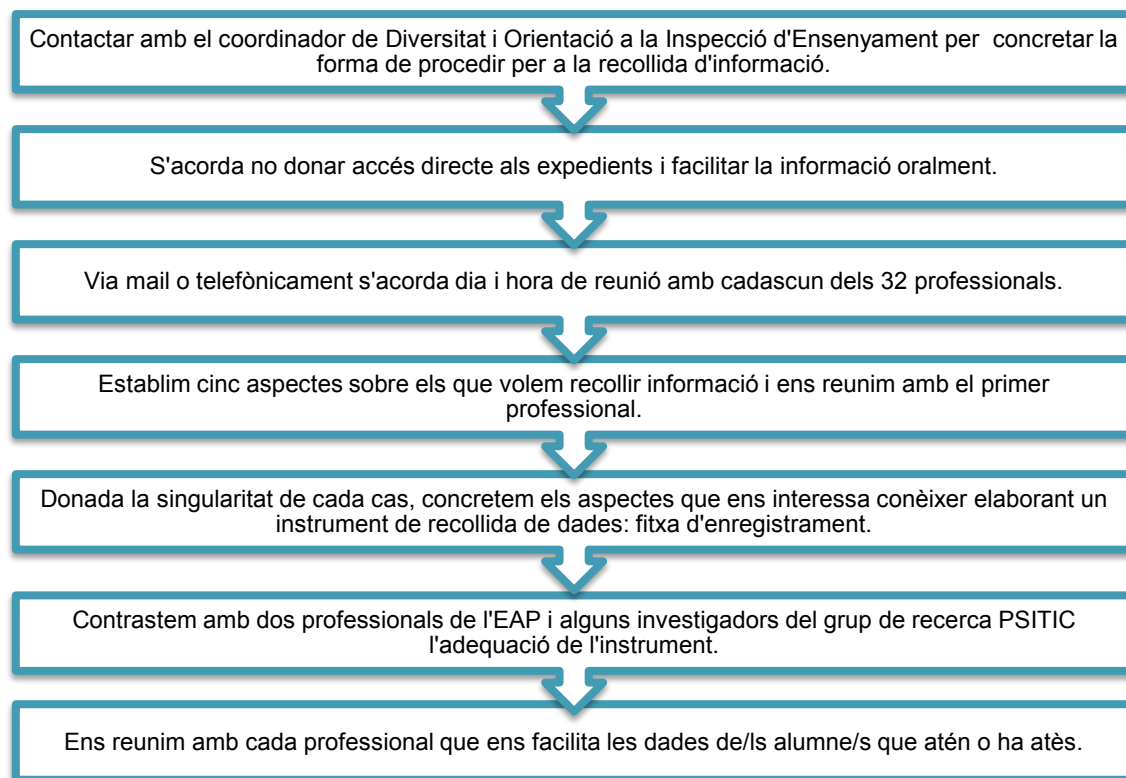 Contactar amb el coordinador de Diversitat i Orientació a la Inspecció d'Ensenyament per  concretar la
forma de procedir per a la recollida d'informació.
S'acorda no donar accés directe als expedients i facilitar la informació oralment.
Via mail o telefònicament s'acorda dia i hora de reunió amb cadascun dels 32 professionals.
Establim cinc aspectes sobre els que volem recollir informació i ens reunim amb el primer
professional.
Donada la singularitat de cada cas, concretem els aspectes que ens interessa conèixer elaborant un
instrument de recollida de dades: fitxa d'enregistrament.
Contrastem amb dos professionals de l'EAP i alguns investigadors del grup de recerca PSITIC
l'adequació de l'instrument.
Ens reunim amb cada professional que ens facilita les dades de/ls alumne/s que atén o ha atès.